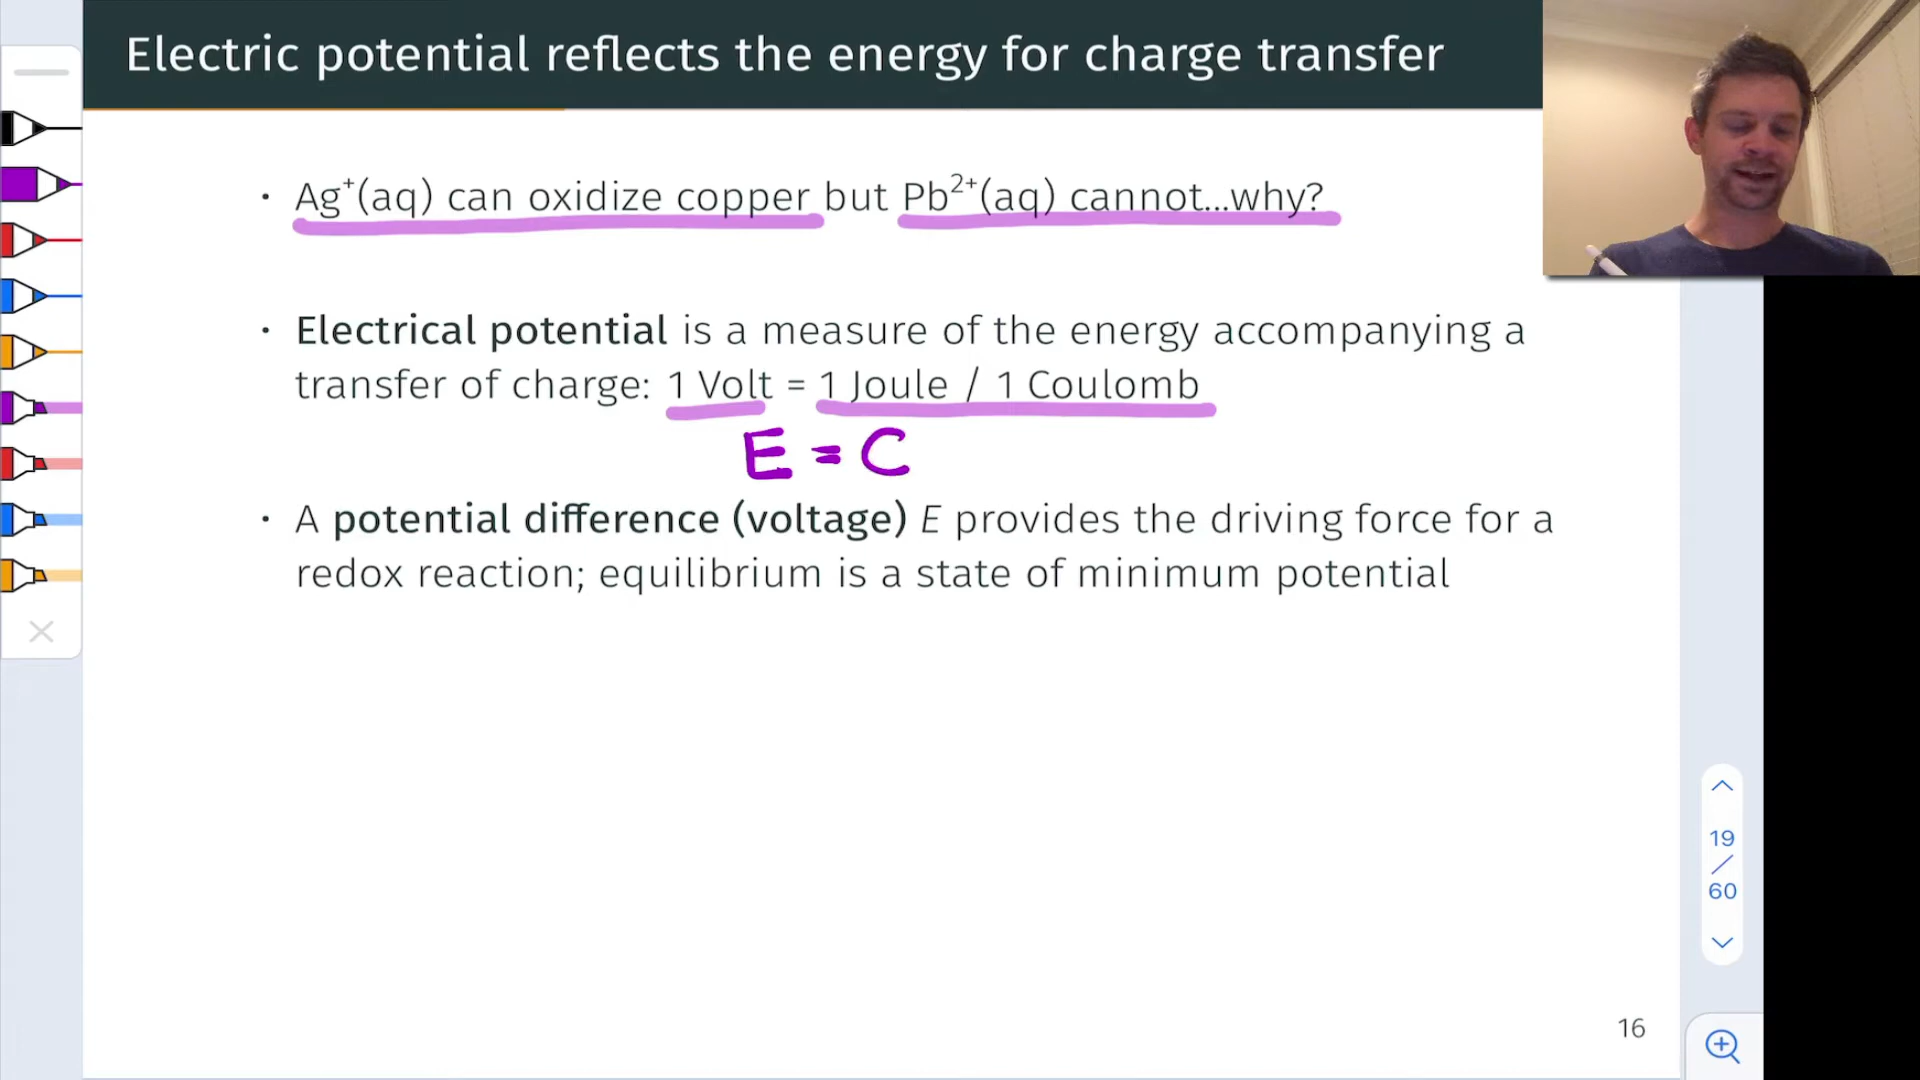 Electric potential reflects the energy for charge transfer
· Ag⁺(aq) can oxidize copper but Pb²⁺(aq) cannot...why?
· Electrical potential is a measure of the energy accompanying a
transfer of charge: 1 Volt = 1 Joule / 1 Coulomb
E = C
· A potential difference (voltage) E provides the driving force for a
redox reaction; equilibrium is a state of minimum potential
19
/
60
16